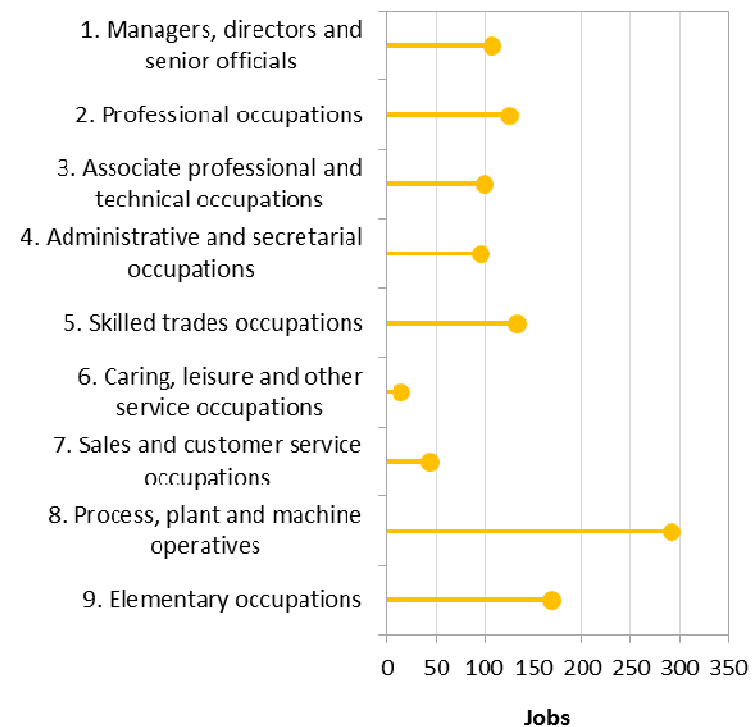 1. Managers, directors and
senior officials
2. Professional occupations
3. Associate professional and
technical occupations
4. Administrative and secretarial
occupations
5. Skilled trades occupations
6. Caring, leisure and other
service occupations
7. Sales and customer service
occupations
8. Process, plant and machine
operatives
9. Elementary occupations
0 50 100 150 200 250 300 350
Jobs